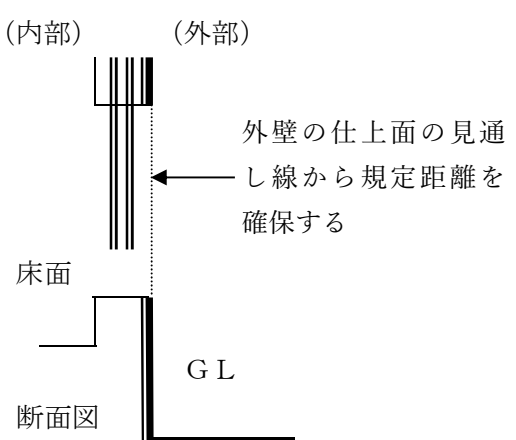 （内部）　（外部）
外壁の仕上面の見通
し線から規定距離を
確保する
床面
ＧＬ
断面図